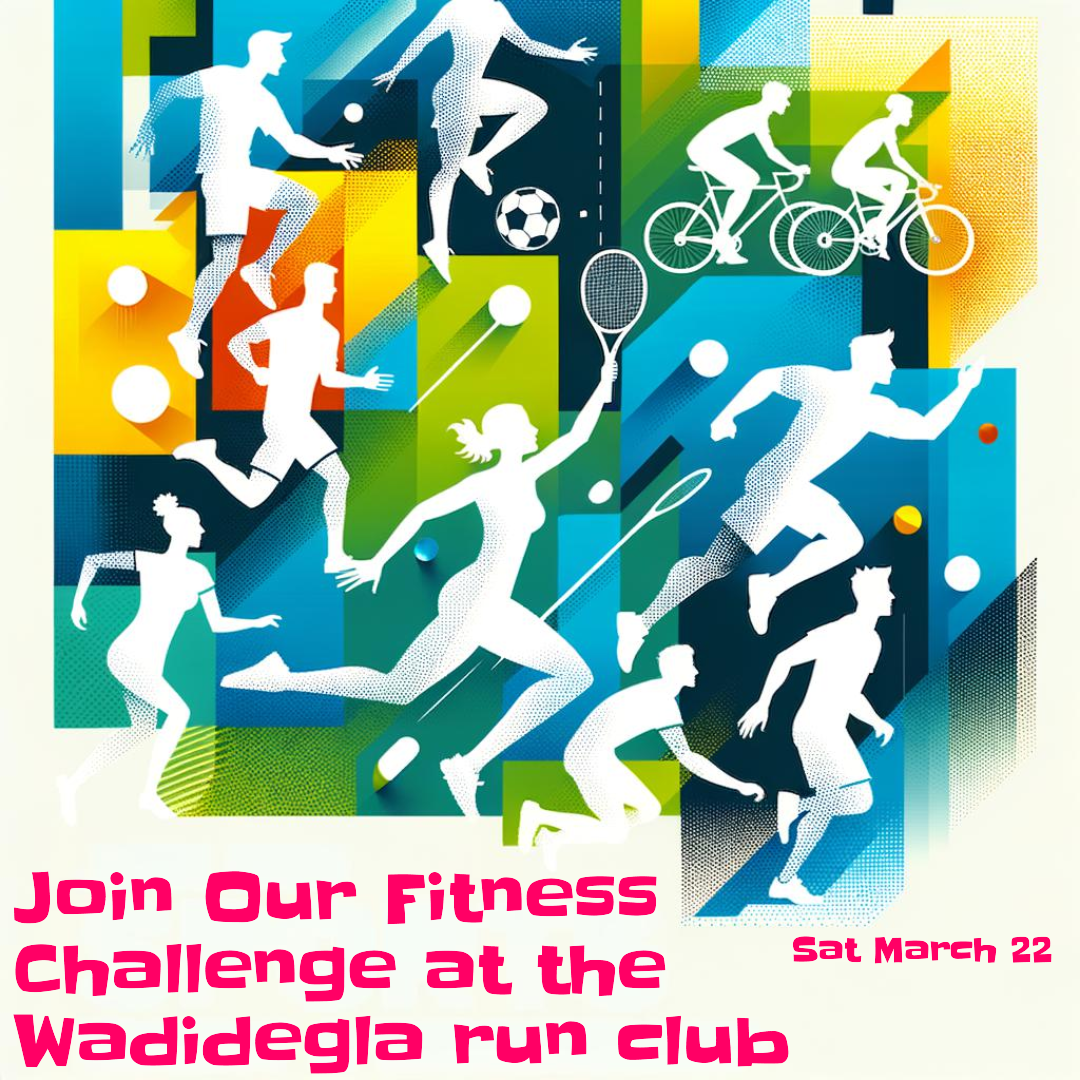 Join Our Fitness
Challenge at the
Wadidegla run club
Sat March 22